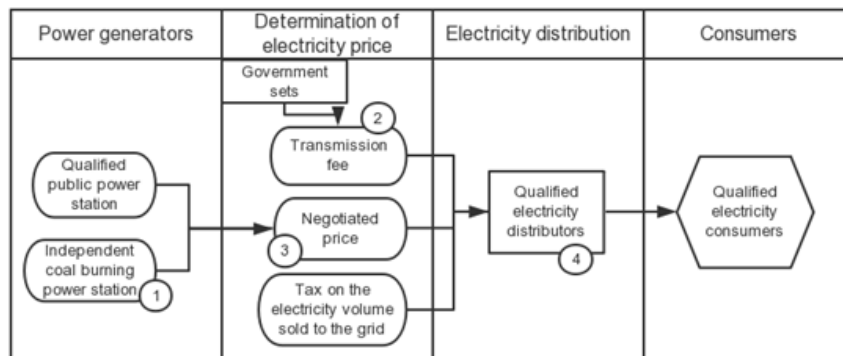 Power generators
Determination of
electricity price
Electricity distribution
Consumers
Government
sets
2
Transmission
fee
Qualified
public power
station
Negotiated
price
3
Independent
coal burning
power station
1
Tax on the
electricity volume
sold to the grid
Qualified
electricity
distributors
4
Qualified
electricity
consumers